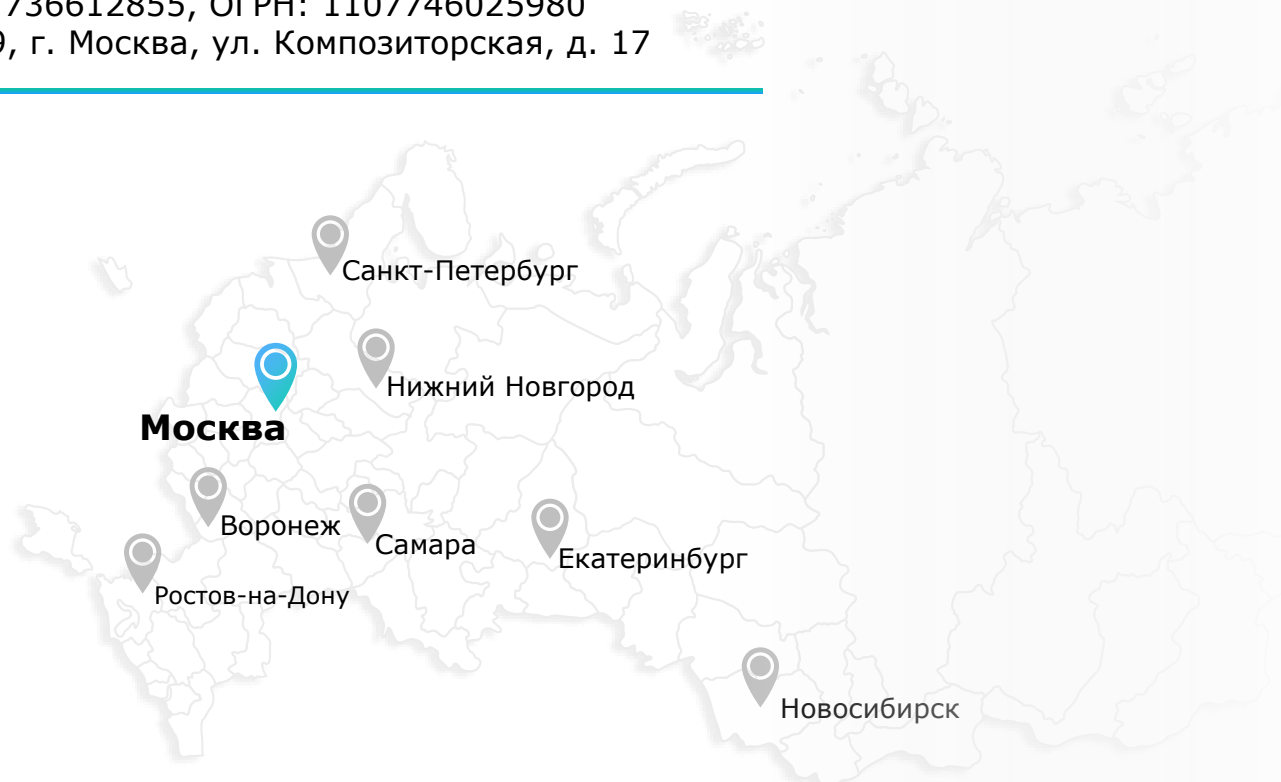 736612855, ОГРН: 1107746025980
9, г. Москва, ул. Композиторская, д. 17
Санкт-Петербург
Нижний Новгород
Москва
Воронеж
Самара
Екатеринбург
Ростов-на-Дону
Новосибирск